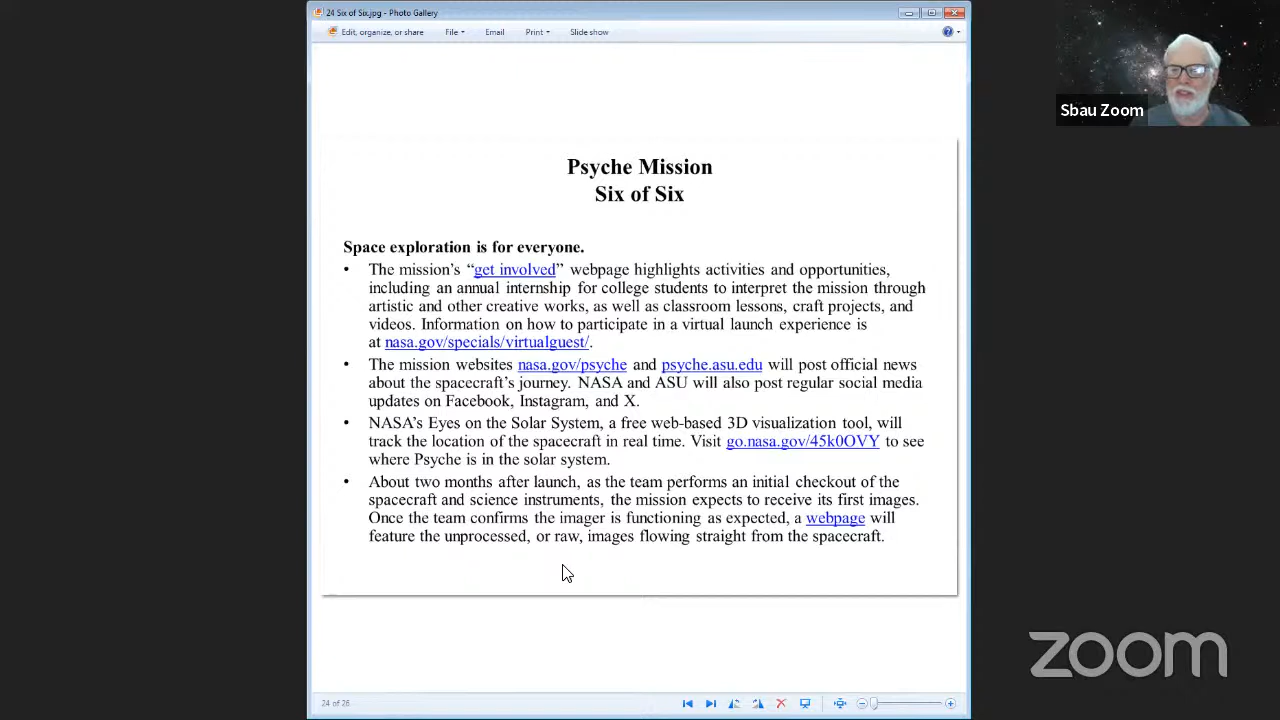 24 Six of Six.jpg - Photo Gallery
Edit, organize, or share File Email Print Slide show
Sbau Zoom
Psyche Mission
Six of Six
Space exploration is for everyone.
• The mission's “get involved” webpage highlights activities and opportunities,
including an annual internship for college students to interpret the mission through
artistic and other creative works, as well as classroom lessons, craft projects, and
videos. Information on how to participate in a virtual launch experience is
at nasa.gov/specials/virtualguest/.
• The mission websites nasa.gov/psyche and psyche.asu.edu will post official news
about the spacecraft's journey. NASA and ASU will also post regular social media
updates on Facebook, Instagram, and X.
• NASA's Eyes on the Solar System, a free web-based 3D visualization tool, will
track the location of the spacecraft in real time. Visit go.nasa.gov/45k0OVY to see
where Psyche is in the solar system.
• About two months after launch, as the team performs an initial checkout of the
spacecraft and science instruments, the mission expects to receive its first images.
Once the team confirms the imager is functioning as expected, a webpage will
feature the unprocessed, or raw, images flowing straight from the spacecraft.
zoom
24 of 26